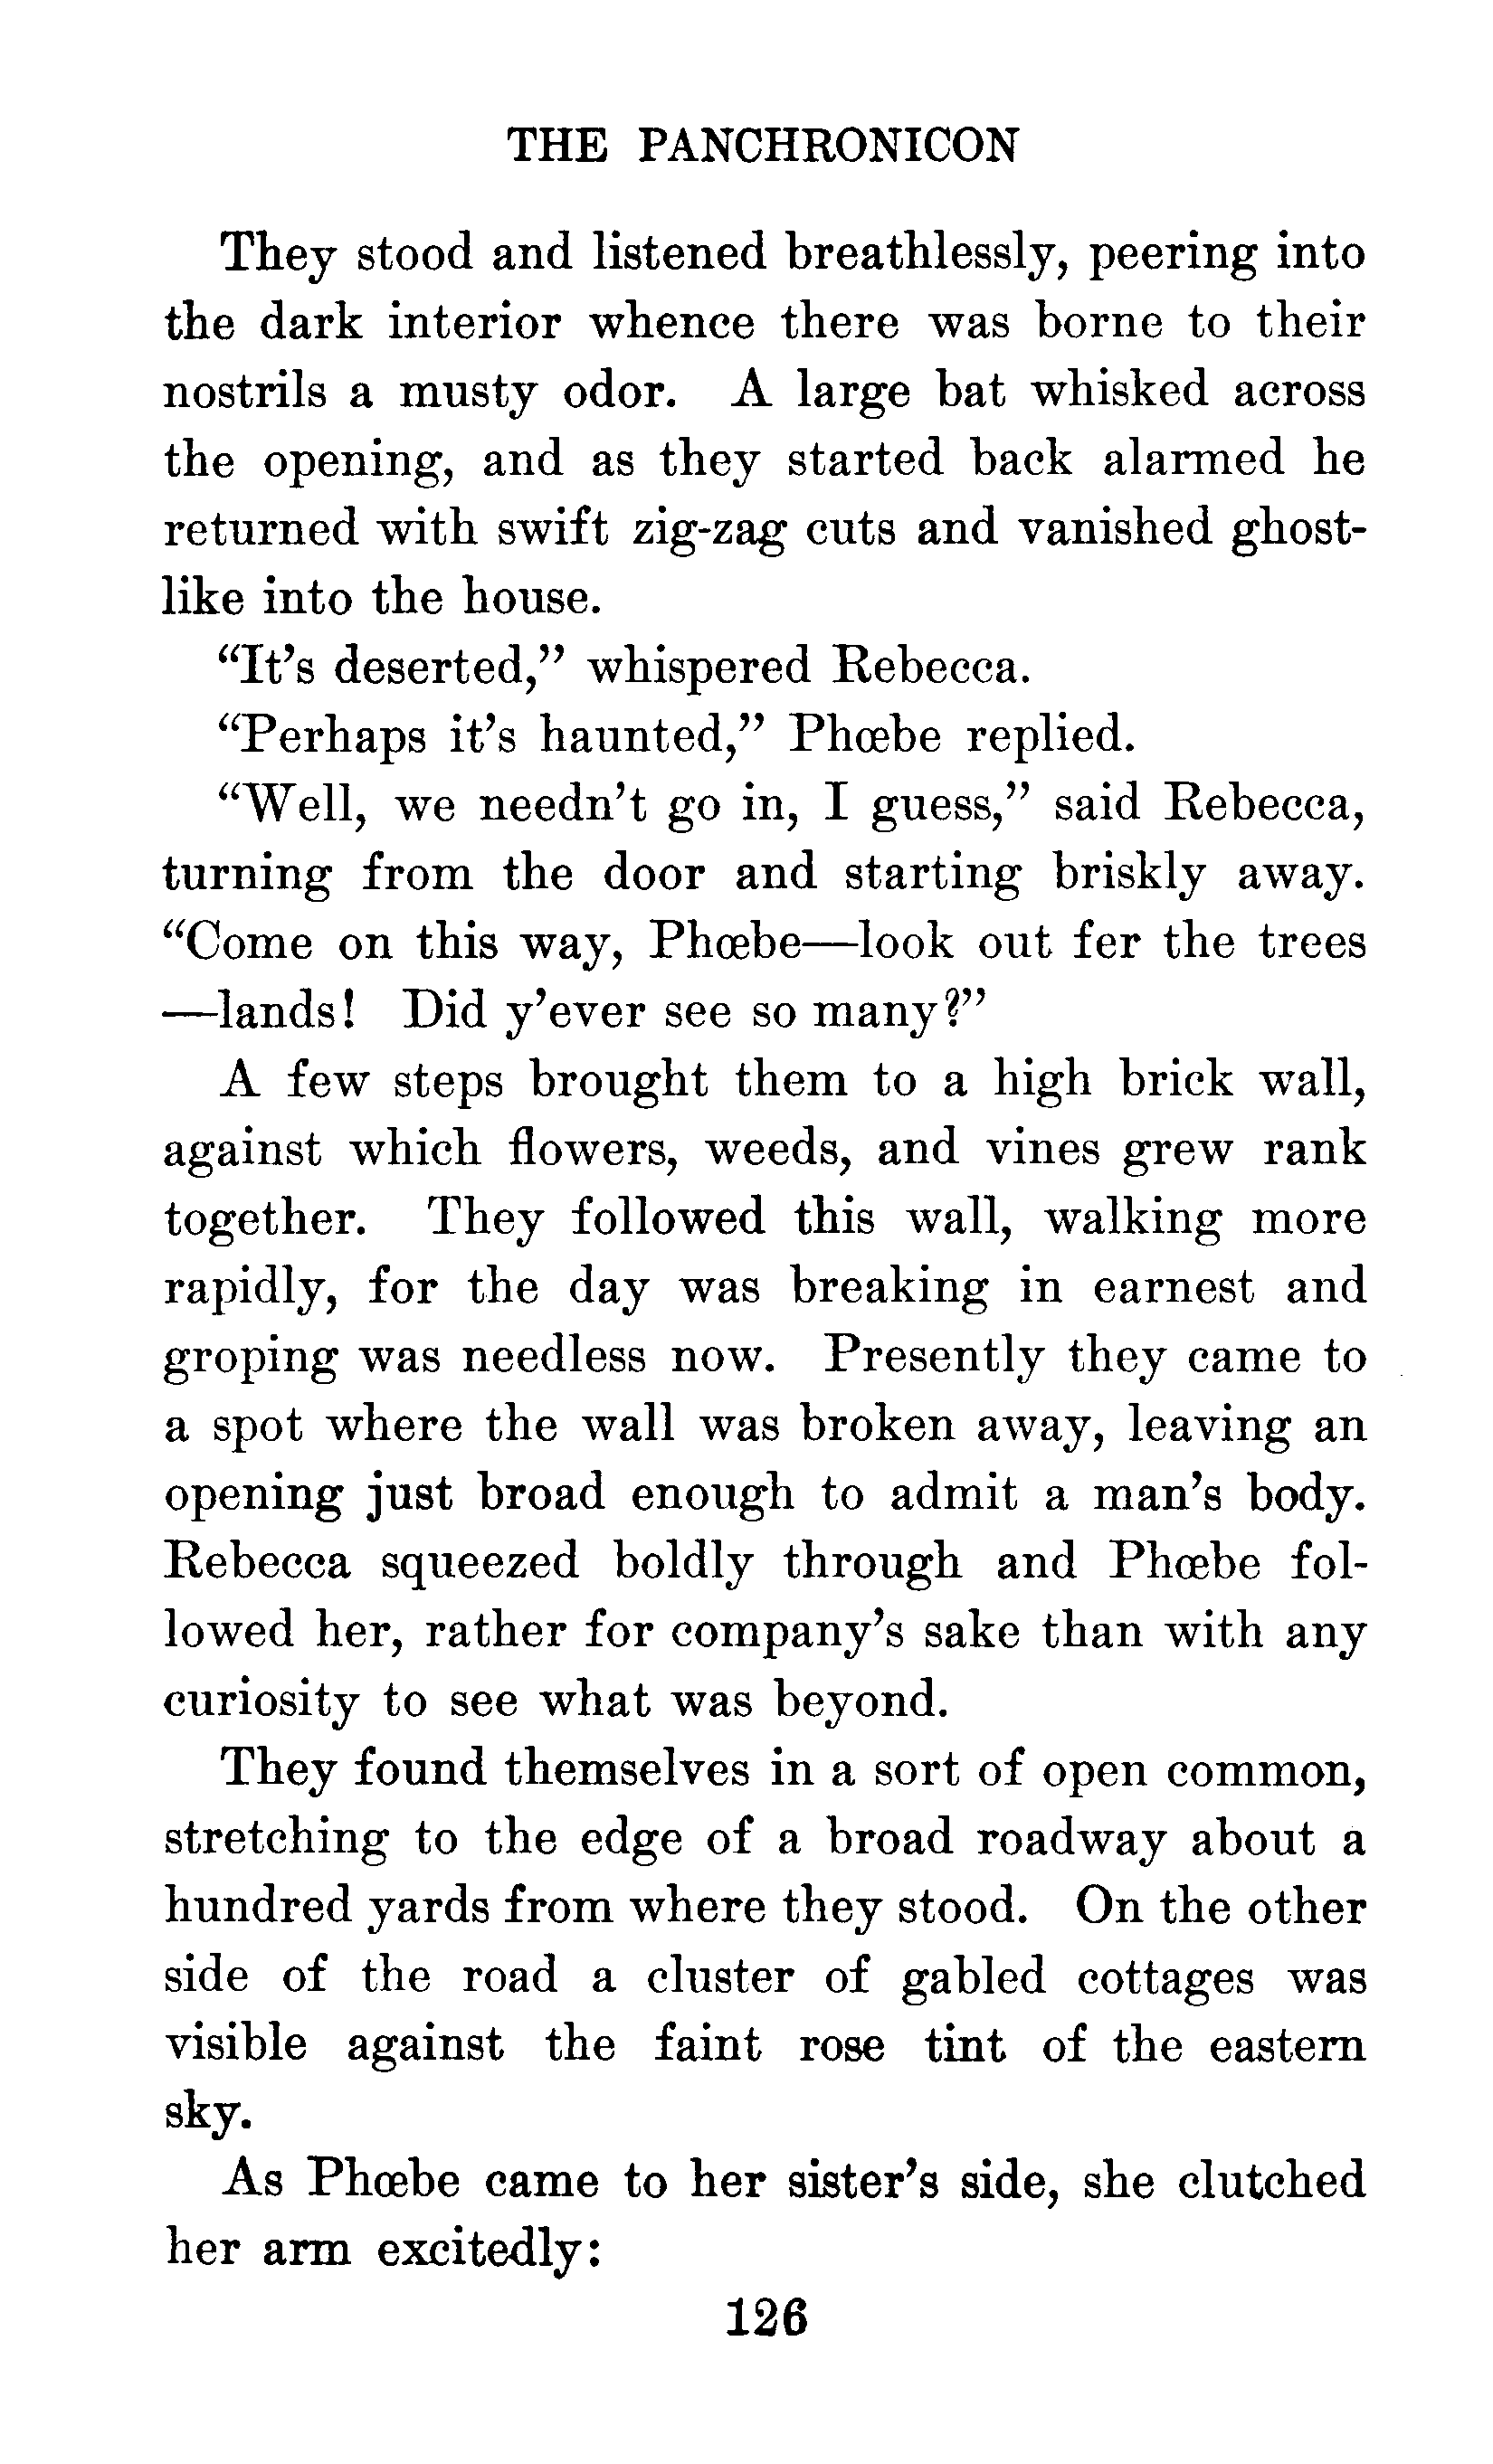 THE PANCHRONICON
They stood and listened breathlessly, peering into
the dark interior whence there was borne to their
nostrils a musty odor. A large bat whisked across
the opening, and as they started back alarmed he
returned with swift zig-zag cuts and vanished ghost-
like into the house.
“It’s deserted,” whispered Rebecca.
“Perhaps it’s haunted,” Phœbe replied.
“Well, we needn’t go in, I guess,” said Rebecca,
turning from the door and starting briskly away.
“Come on this way, Phœbe—look out fer the trees
—lands! Did y’ever see so many?”
A few steps brought them to a high brick wall,
against which flowers, weeds, and vines grew rank
together. They followed this wall, walking more
rapidly, for the day was breaking in earnest and
groping was needless now. Presently they came to
a spot where the wall was broken away, leaving an
opening just broad enough to admit a man’s body.
Rebecca squeezed boldly through and Phœbe fol-
lowed her, rather for company’s sake than with any
curiosity to see what was beyond.
They found themselves in a sort of open common,
stretching to the edge of a broad roadway about a
hundred yards from where they stood. On the other
side of the road a cluster of gabled cottages was
visible against the faint rose tint of the eastern
sky.
As Phœbe came to her sister’s side, she clutched
her arm excitedly:
126